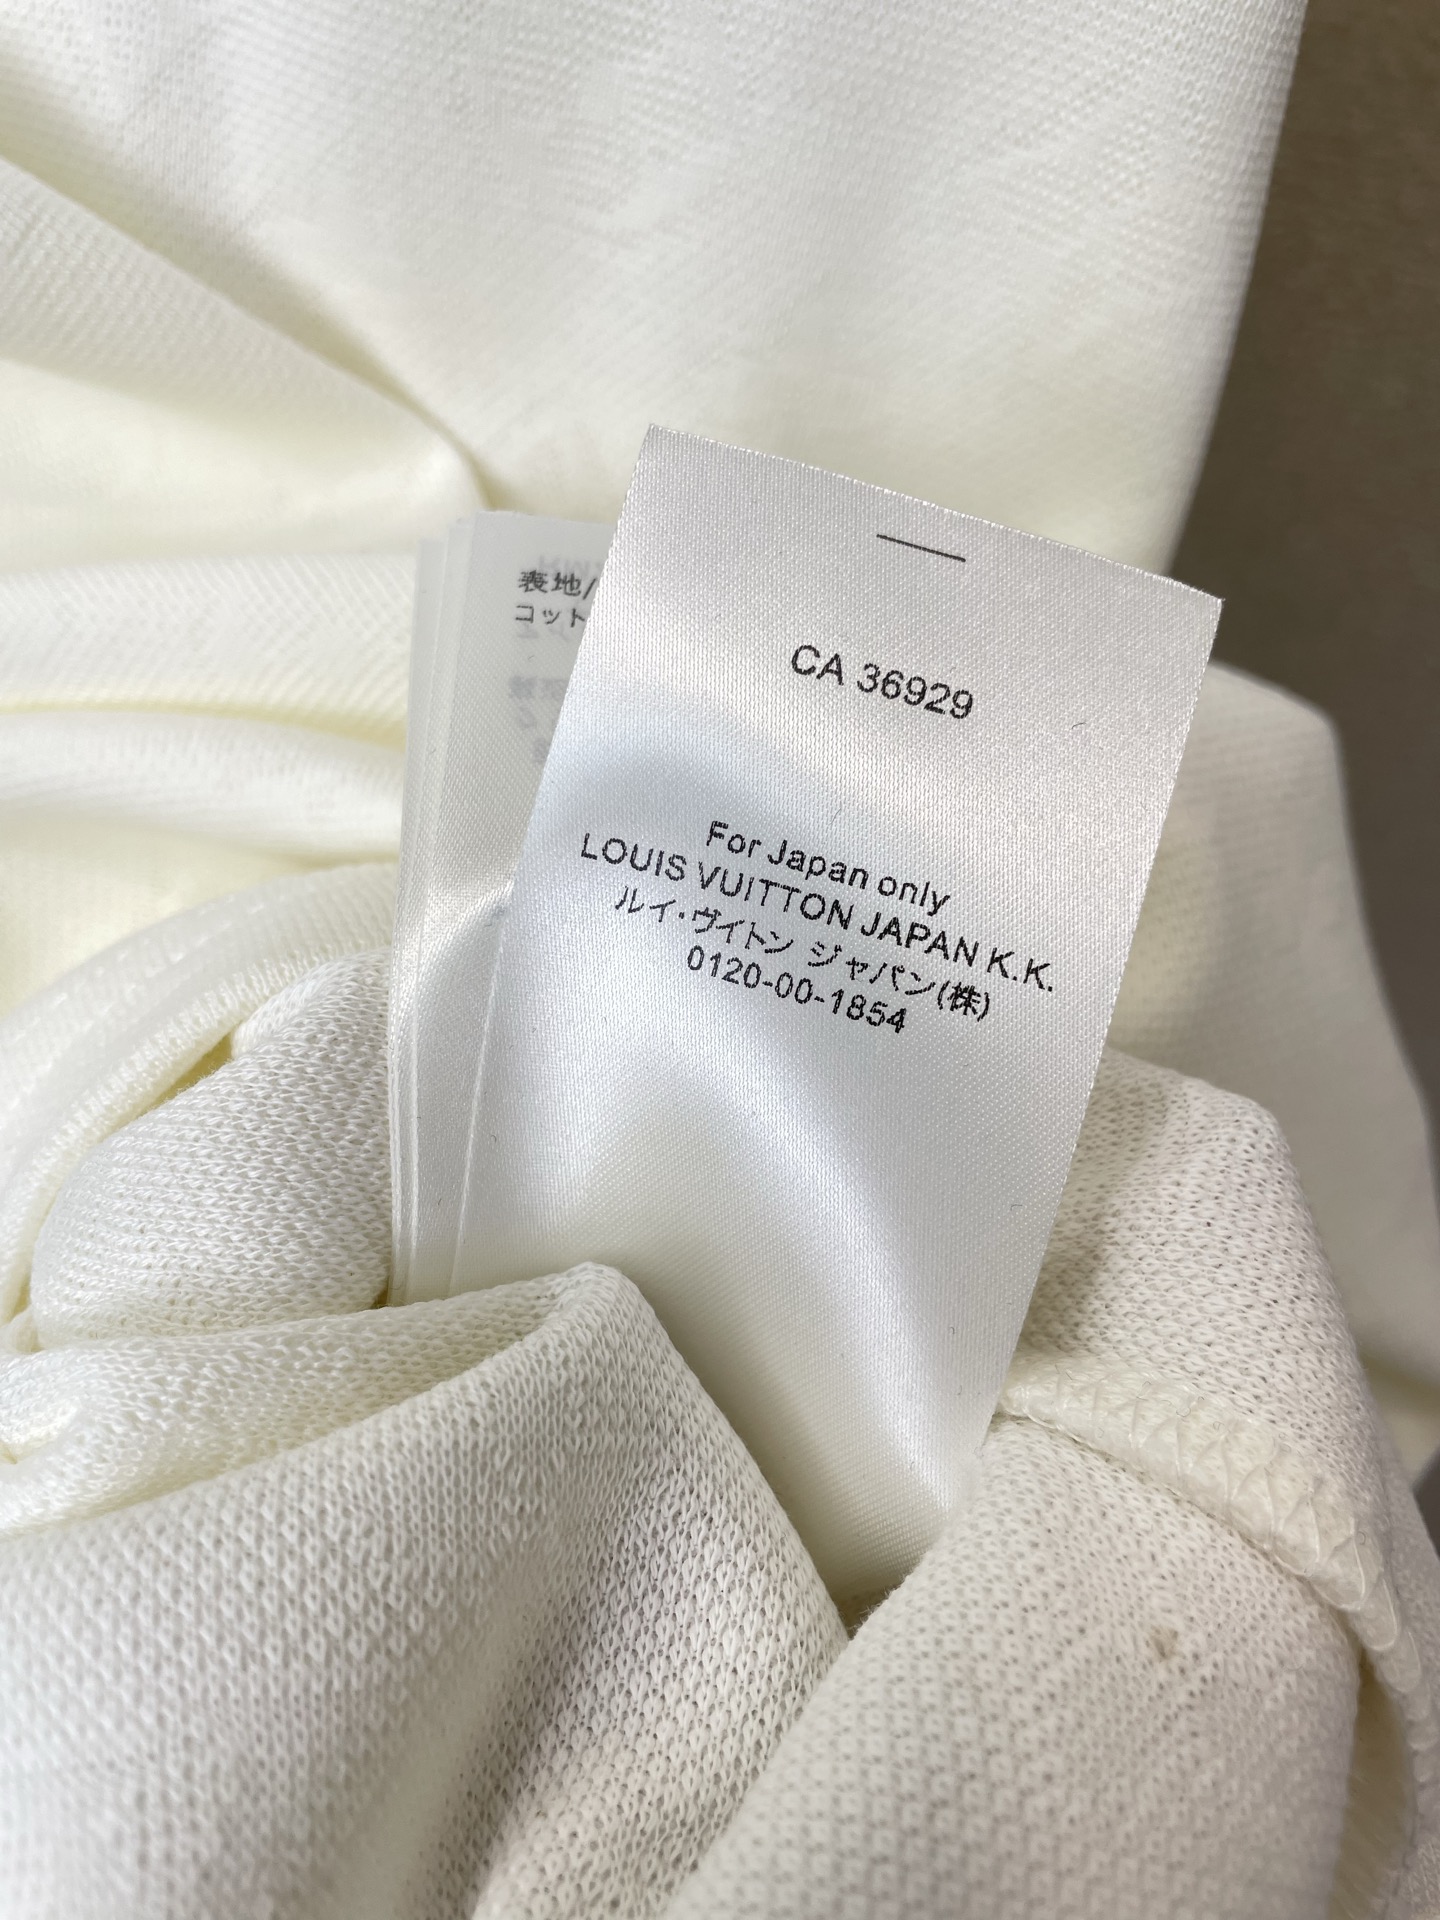 表地/
コット
CA 36929
For Japan only
LOUIS VUITTON JAPAN K.K.
ルイ・ヴイトン ジャパン(株)
0120-00-1854